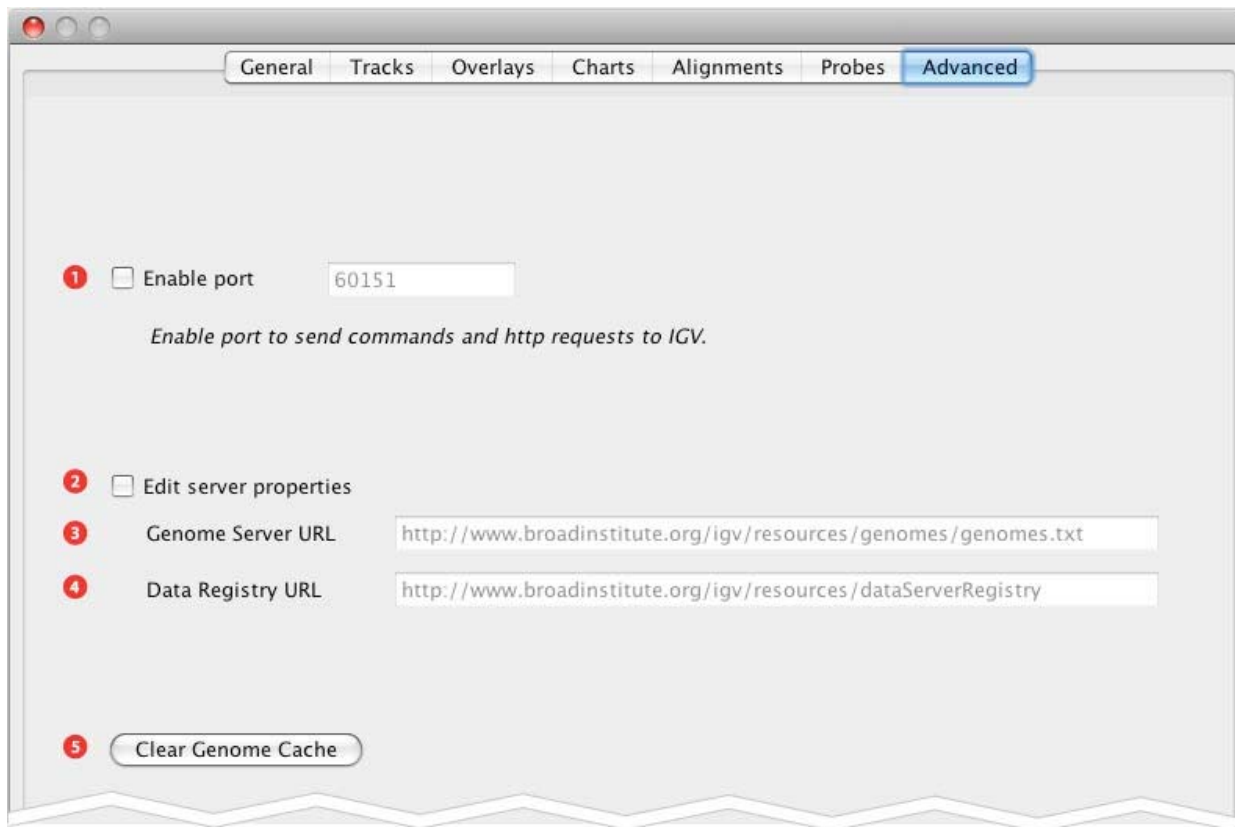 General Tracks Overlays Charts Alignments Probes Advanced
1 Enable port 60151
Enable port to send commands and http requests to IGV.
2 Edit server properties
3 Genome Server URL http://www.broadinstitute.org/igv/resources/genomes/genomes.txt
4 Data Registry URL http://www.broadinstitute.org/igv/resources/dataServerRegistry
5 Clear Genome Cache